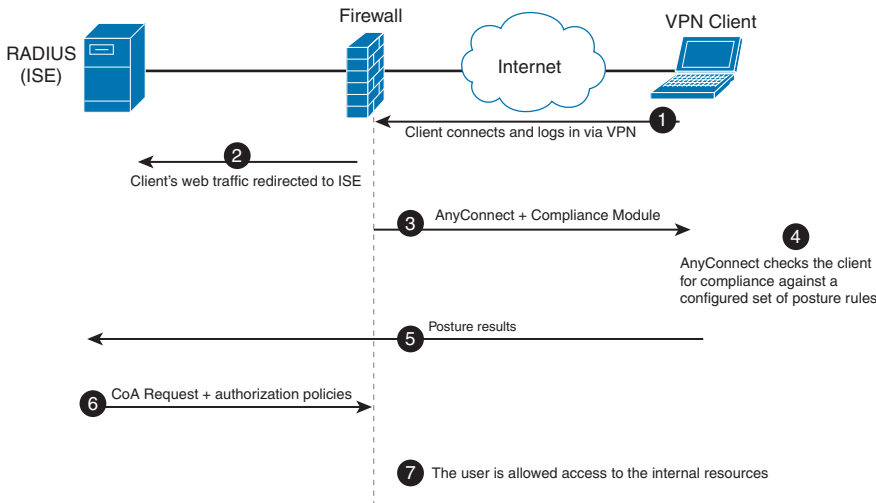 Firewall
VPN Client
RADIUS
(ISE)
Internet
1
Client connects and logs in via VPN
2
Client's web traffic redirected to ISE
3
AnyConnect + Compliance Module
4
AnyConnect checks the client
for compliance against a
configured set of posture rules
5
Posture results
6
CoA Request + authorization policies
7
The user is allowed access to the internal resources